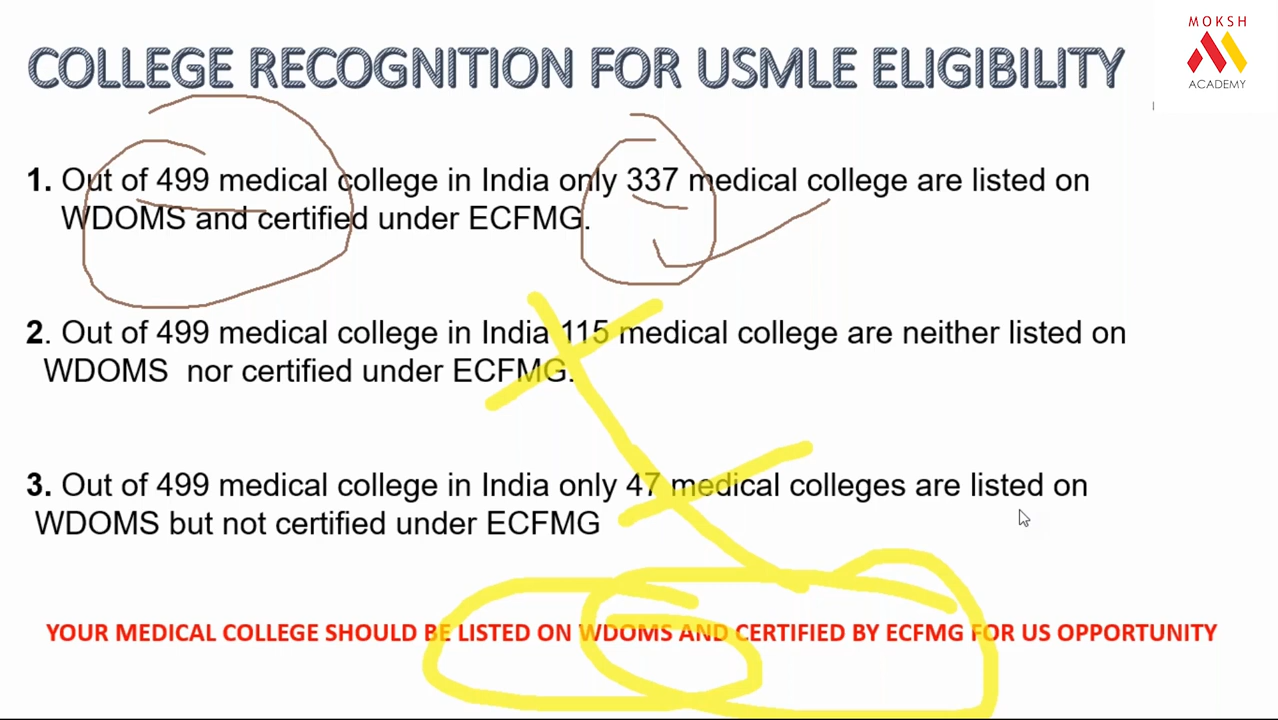 MOKSH
ACADEMY
COLLEGE RECOGNITION FOR USMLE ELIGIBILITY
1. Out of 499 medical college in India only 337 medical college are listed on
WDOMS and certified under ECFMG.
2. Out of 499 medical college in India 115 medical college are neither listed on
WDOMS nor certified under ECFMG.
3. Out of 499 medical college in India only 47 medical colleges are listed on
WDOMS but not certified under ECFMG
YOUR MEDICAL COLLEGE SHOULD BE LISTED ON WDOMS AND CERTIFIED BY ECFMG FOR US OPPORTUNITY